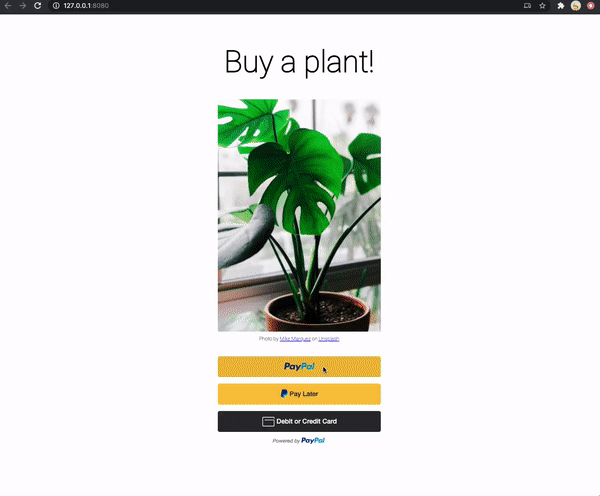 127.0.0.1:8080
Buy a plant!
Photo by Mike Marquez on Unsplash
PayPal
Pay Later
Debit or Credit Card
Powered by PayPal